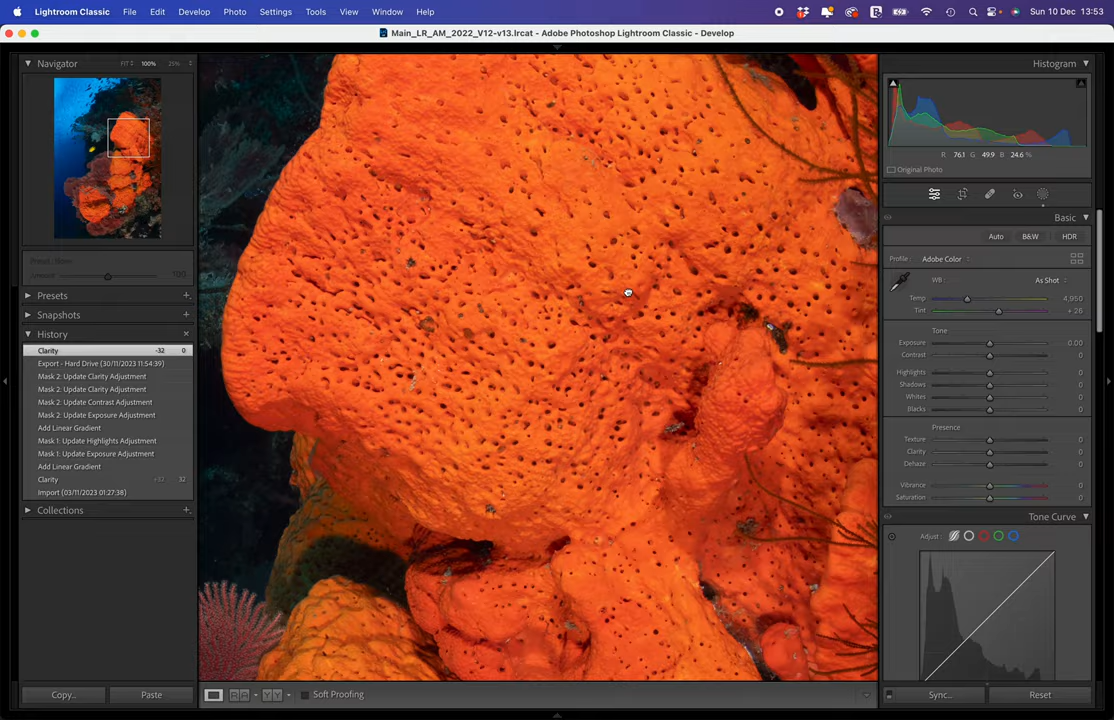 Lightroom Classic File Edit Develop Photo Settings Tools View Window Help Sun 10 Dec 13:53
Main_LR_AM_2022_V12-v13.lrcat - Adobe Photoshop Lightroom Classic - Develop
Navigator FIT 100% 25%
Preset: None
Amount 100
Presets
Snapshots
History
Clarity -32 0
Export - Hard Drive (30/11/2023 11:54:39)
Mask 2: Update Clarity Adjustment
Mask 2: Update Clarity Adjustment
Mask 2: Update Contrast Adjustment
Mask 2: Update Exposure Adjustment
Add Linear Gradient
Mask 1: Update Highlights Adjustment
Mask 1: Update Exposure Adjustment
Add Linear Gradient
Clarity +32 32
Import (03/11/2023 01:27:38)
Collections
Copy... Paste
Soft Proofing
Histogram
R 76.1 G 49.9 B 24.6 %
Original Photo
Basic
Auto B&W HDR
Profile: Adobe Color
WB: As Shot
Temp 4,950
Tint + 26
Tone
Exposure 0.00
Contrast 0
Highlights 0
Shadows 0
Whites 0
Blacks 0
Presence
Texture 0
Clarity 0
Dehaze 0
Vibrance 0
Saturation 0
Tone Curve
Adjust:
Sync... Reset